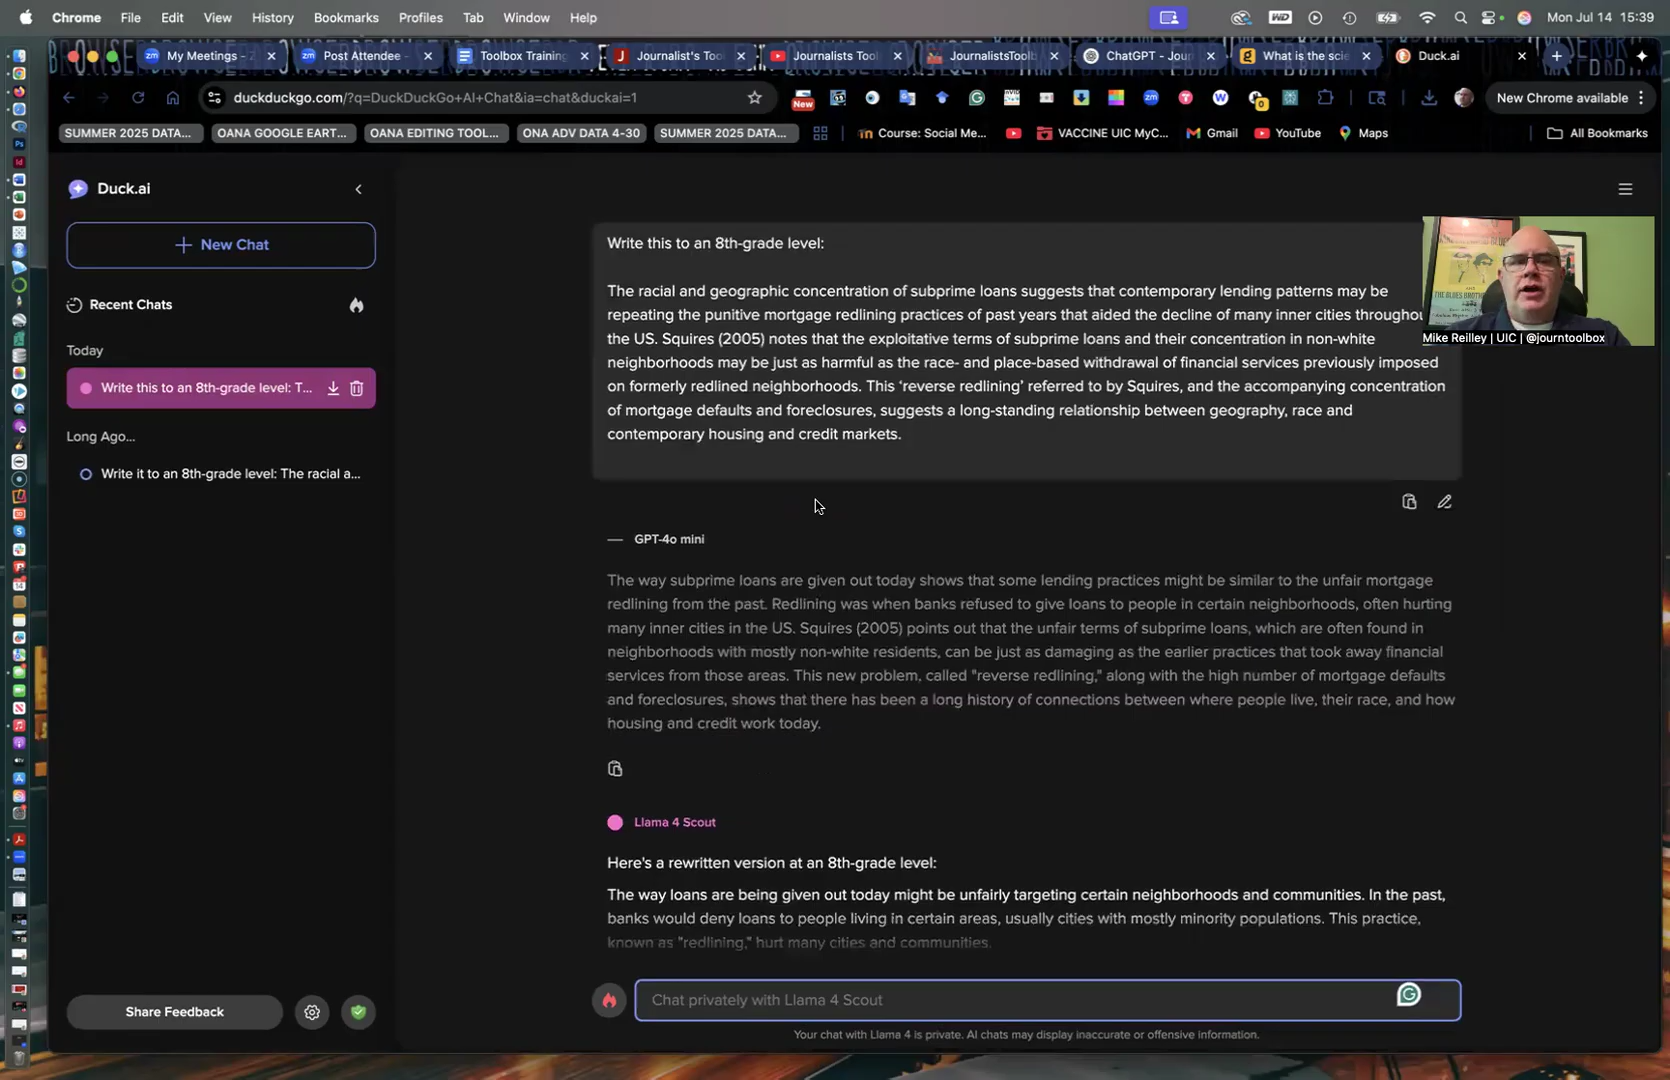 Chrome File Edit View History Bookmarks Profiles Tab Window Help Mon Jul 14 15:39
My Meetings - Z Post Attendee - Toolbox Training Journalist's Too Journalists Tool JournalistsToolb ChatGPT - Jour What is the scie Duck.ai
duckduckgo.com/?q=DuckDuckGo+AI+Chat&ia=chat&duckai=1 New New Chrome available
SUMMER 2025 DATA... OANA GOOGLE EART... OANA EDITING TOOL... ONA ADV DATA 4-30 SUMMER 2025 DATA... Course: Social Me... VACCINE UIC MyC... Gmail YouTube Maps All Bookmarks
Duck.ai
New Chat
Recent Chats
Today
Write this to an 8th-grade level: T...
Long Ago...
Write it to an 8th-grade level: The racial a...
Share Feedback
Write this to an 8th-grade level:
The racial and geographic concentration of subprime loans suggests that contemporary lending patterns may be
repeating the punitive mortgage redlining practices of past years that aided the decline of many inner cities throughou
the US. Squires (2005) notes that the exploitative terms of subprime loans and their concentration in non-white
neighborhoods may be just as harmful as the race- and place-based withdrawal of financial services previously imposed
on formerly redlined neighborhoods. This ‘reverse redlining’ referred to by Squires, and the accompanying concentration
of mortgage defaults and foreclosures, suggests a long-standing relationship between geography, race and
contemporary housing and credit markets.
Mike Reilley | UIC | @journtoolbox
GPT-4o mini
The way subprime loans are given out today shows that some lending practices might be similar to the unfair mortgage
redlining from the past. Redlining was when banks refused to give loans to people in certain neighborhoods, often hurting
many inner cities in the US. Squires (2005) points out that the unfair terms of subprime loans, which are often found in
neighborhoods with mostly non-white residents, can be just as damaging as the earlier practices that took away financial
services from those areas. This new problem, called "reverse redlining," along with the high number of mortgage defaults
and foreclosures, shows that there has been a long history of connections between where people live, their race, and how
housing and credit work today.
Llama 4 Scout
Here's a rewritten version at an 8th-grade level:
The way loans are being given out today might be unfairly targeting certain neighborhoods and communities. In the past,
banks would deny loans to people living in certain areas, usually cities with mostly minority populations. This practice,
known as "redlining," hurt many cities and communities.
Chat privately with Llama 4 Scout
Your chat with Llama 4 is private. AI chats may display inaccurate or offensive information.